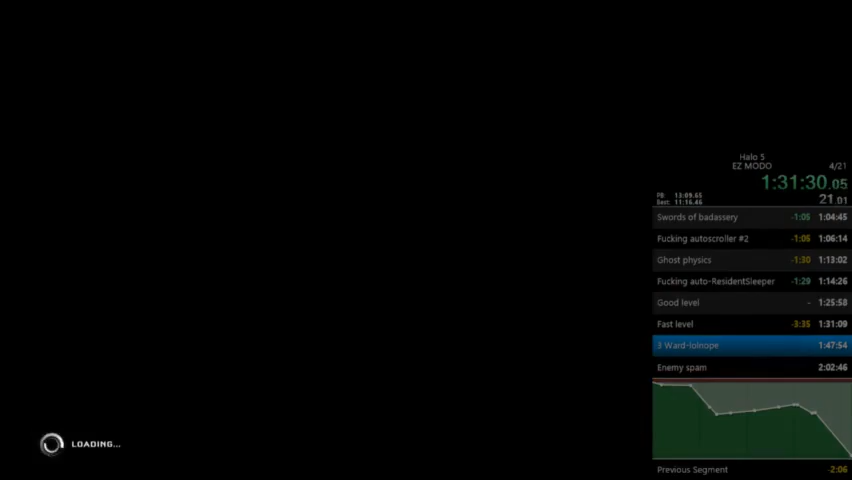 Halo 5
EZ MODO 4/21
1:31:30.05
PB: 13:09.65
Best: 11:16.46
21.01
Swords of badassery -1:05 1:04:45
Fucking autoscroller #2 -1:05 1:06:14
Ghost physics -1:30 1:13:02
Fucking auto-ResidentSleeper -1:29 1:14:26
Good level - 1:25:58
Fast level -3:35 1:31:09
3 Ward-lolnope 1:47:54
Enemy spam 2:02:46
LOADING...
Previous Segment -2:06